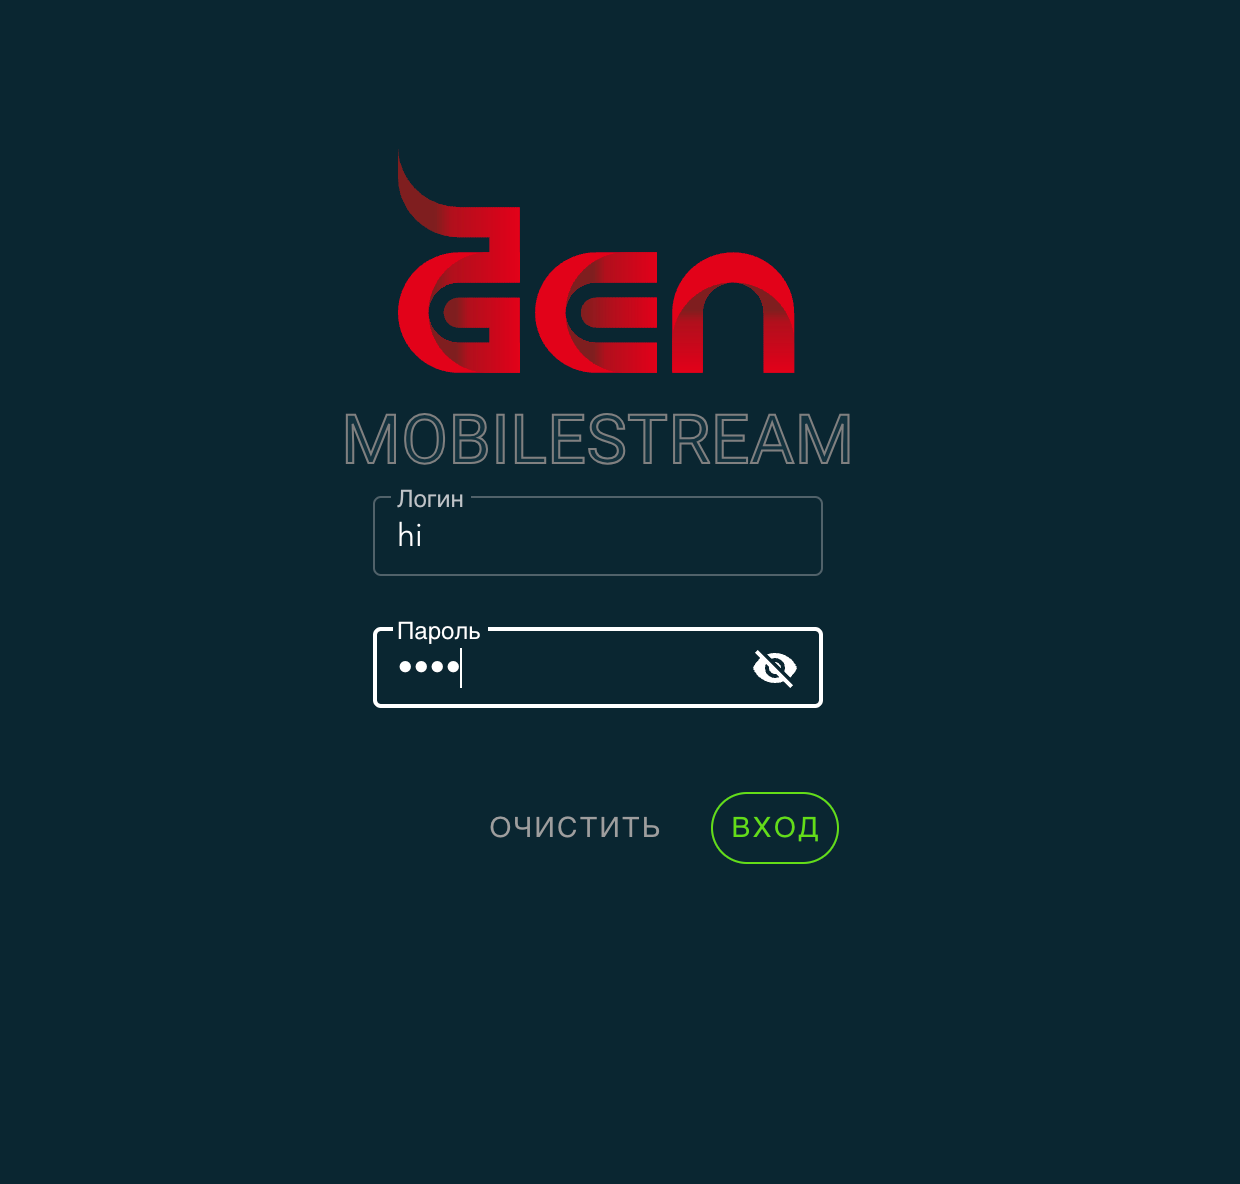 gen
MOBILESTREAM
Логин
hi
Пароль
••••
ОЧИСТИТЬ
ВХОД